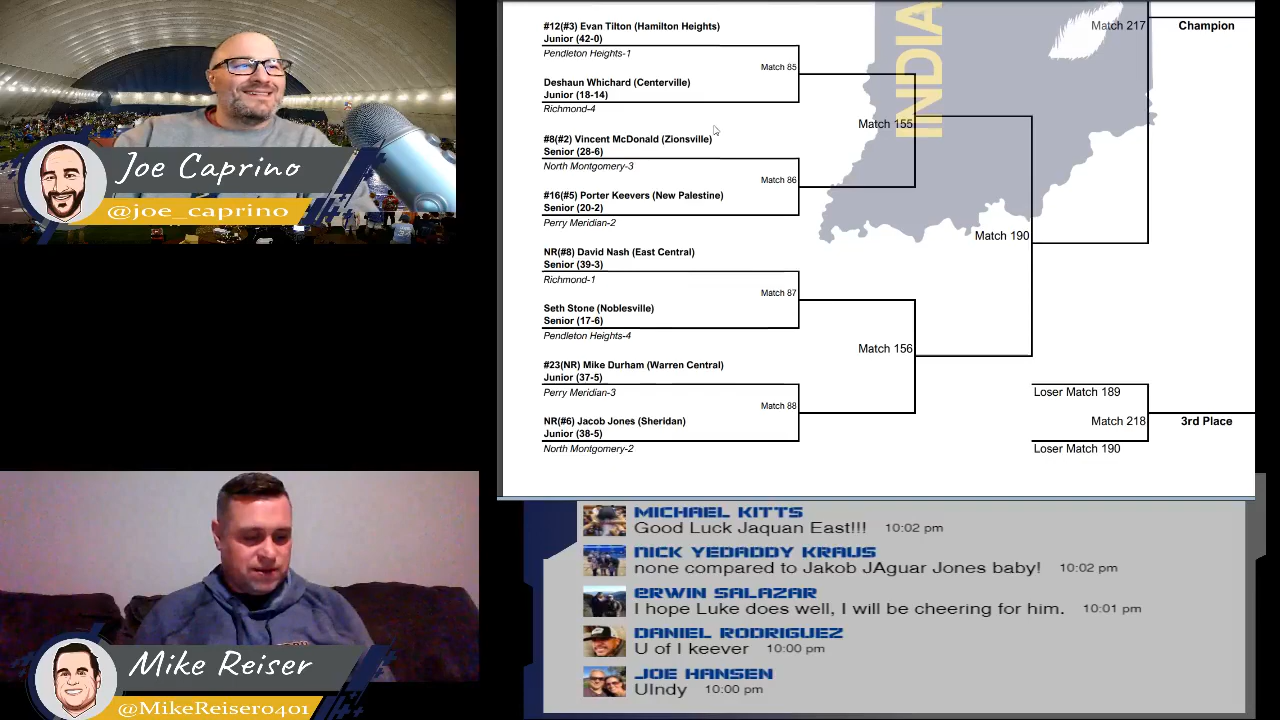 Joe Caprino
@joe_caprino
#12(#3) Evan Tilton (Hamilton Heights)
Junior (42-0)
Pendleton Heights-1
Match 85
Deshaun Whichard (Centerville)
Junior (18-14)
Richmond-4
Match 155
#8(#2) Vincent McDonald (Zionsville)
Senior (28-6)
North Montgomery-3
Match 86
#16(#5) Porter Keevers (New Palestine)
Senior (20-2)
Perry Meridian-2
Match 190
NR(#8) David Nash (East Central)
Senior (39-3)
Richmond-1
Match 87
Seth Stone (Noblesville)
Senior (17-6)
Pendleton Heights-4
Match 156
#23(NR) Mike Durham (Warren Central)
Junior (37-5)
Perry Meridian-3
Match 88
NR(#6) Jacob Jones (Sheridan)
Junior (38-5)
North Montgomery-2
INDIA
Match 217
Champion
Loser Match 189
Match 218
3rd Place
Loser Match 190
Mike Reiser
@MikeReiser0401
MICHAEL KITTS
Good Luck Jaquan East!!! 10:02 pm
NICK YEDADDY KRAUS
none compared to Jakob JAguar Jones baby! 10:02 pm
ERWIN SALAZAR
I hope Luke does well, I will be cheering for him. 10:01 pm
DANIEL RODRIGUEZ
U of I keever 10:00 pm
JOE HANSEN
UIndy 10:00 pm